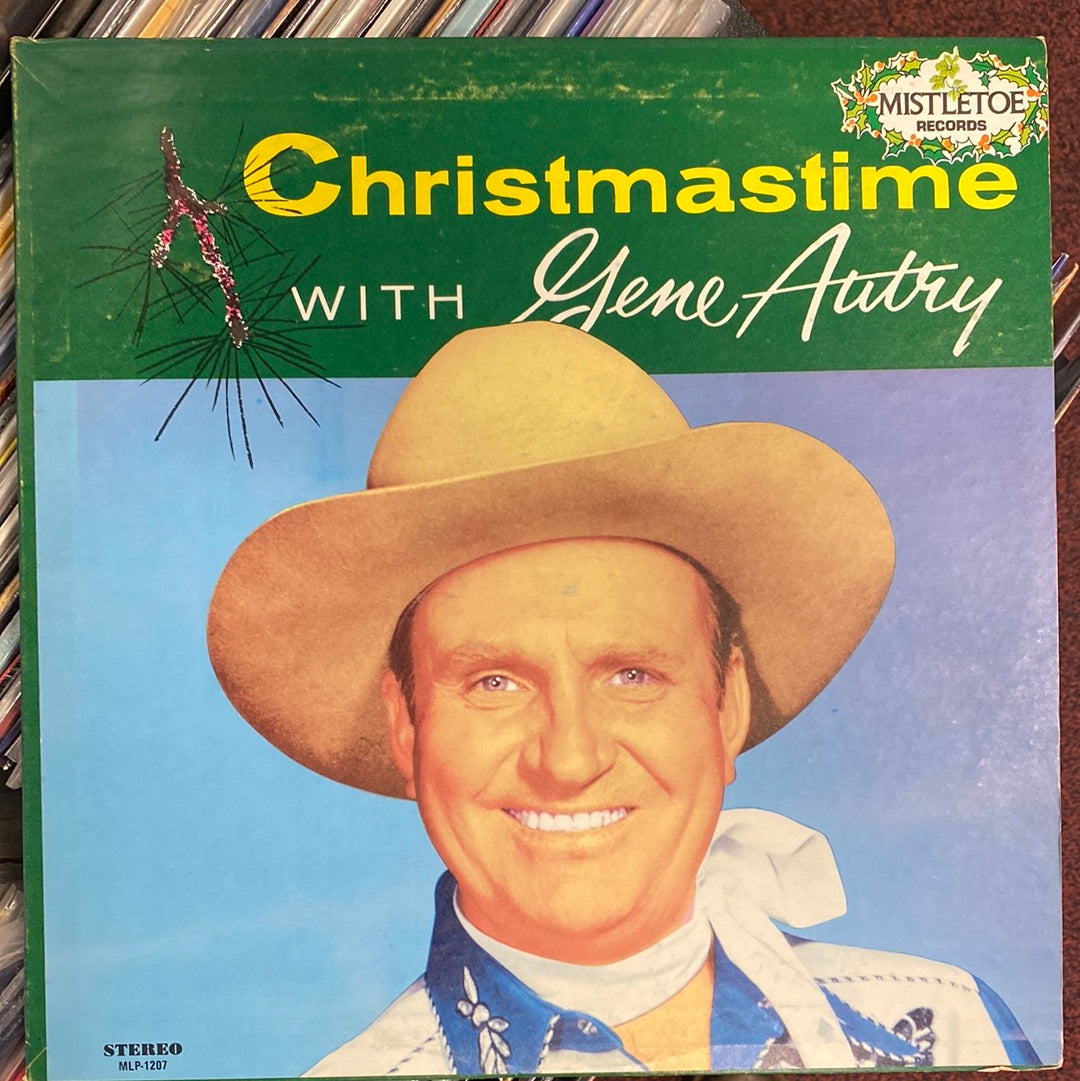 MISTLETOE
RECORDS
Christmastime
WITH Gene Autry
STEREO
MLP-1207